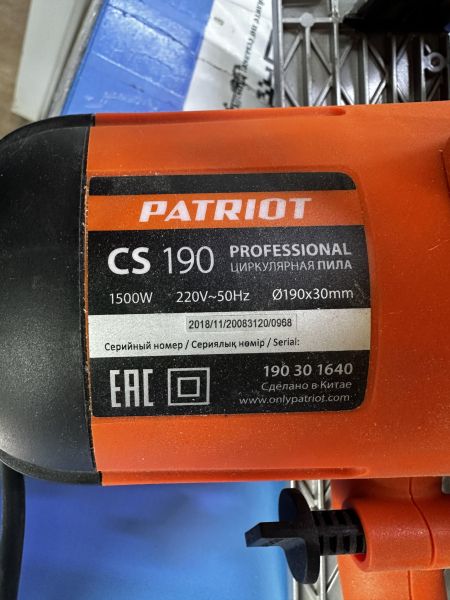 PATRIOT
CS 190 PROFESSIONAL
ЦИРКУЛЯРНАЯ ПИЛА
1500W 220V~50Hz Ø190x30mm
2018/11/20083120/0968
Серийный номер / Сериялық нөмір / Serial:
190 30 1640
Сделано в Китае
www.onlypatriot.com
EAC